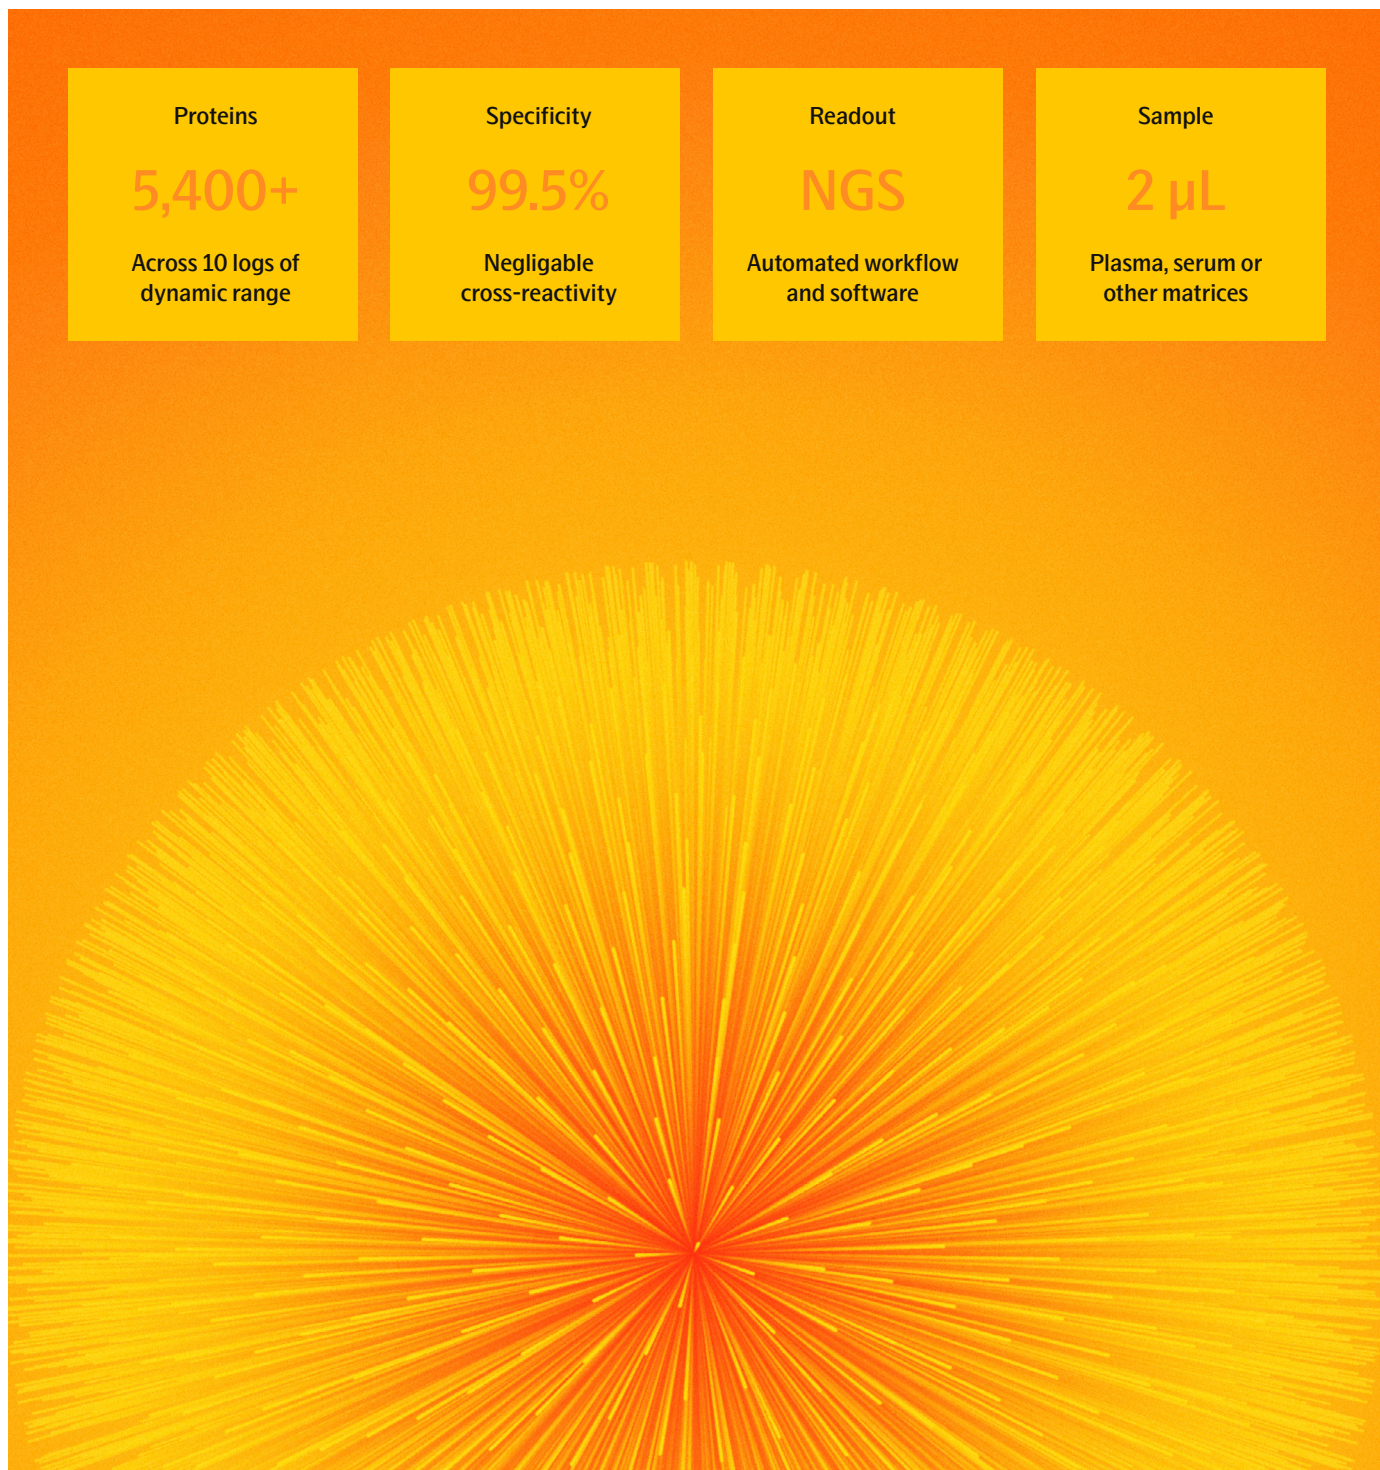 Proteins
5,400+
Across 10 logs of
dynamic range
Specificity
99.5%
Negligable
cross-reactivity
Readout
NGS
Automated workflow
and software
Sample
2 µL
Plasma, serum or
other matrices